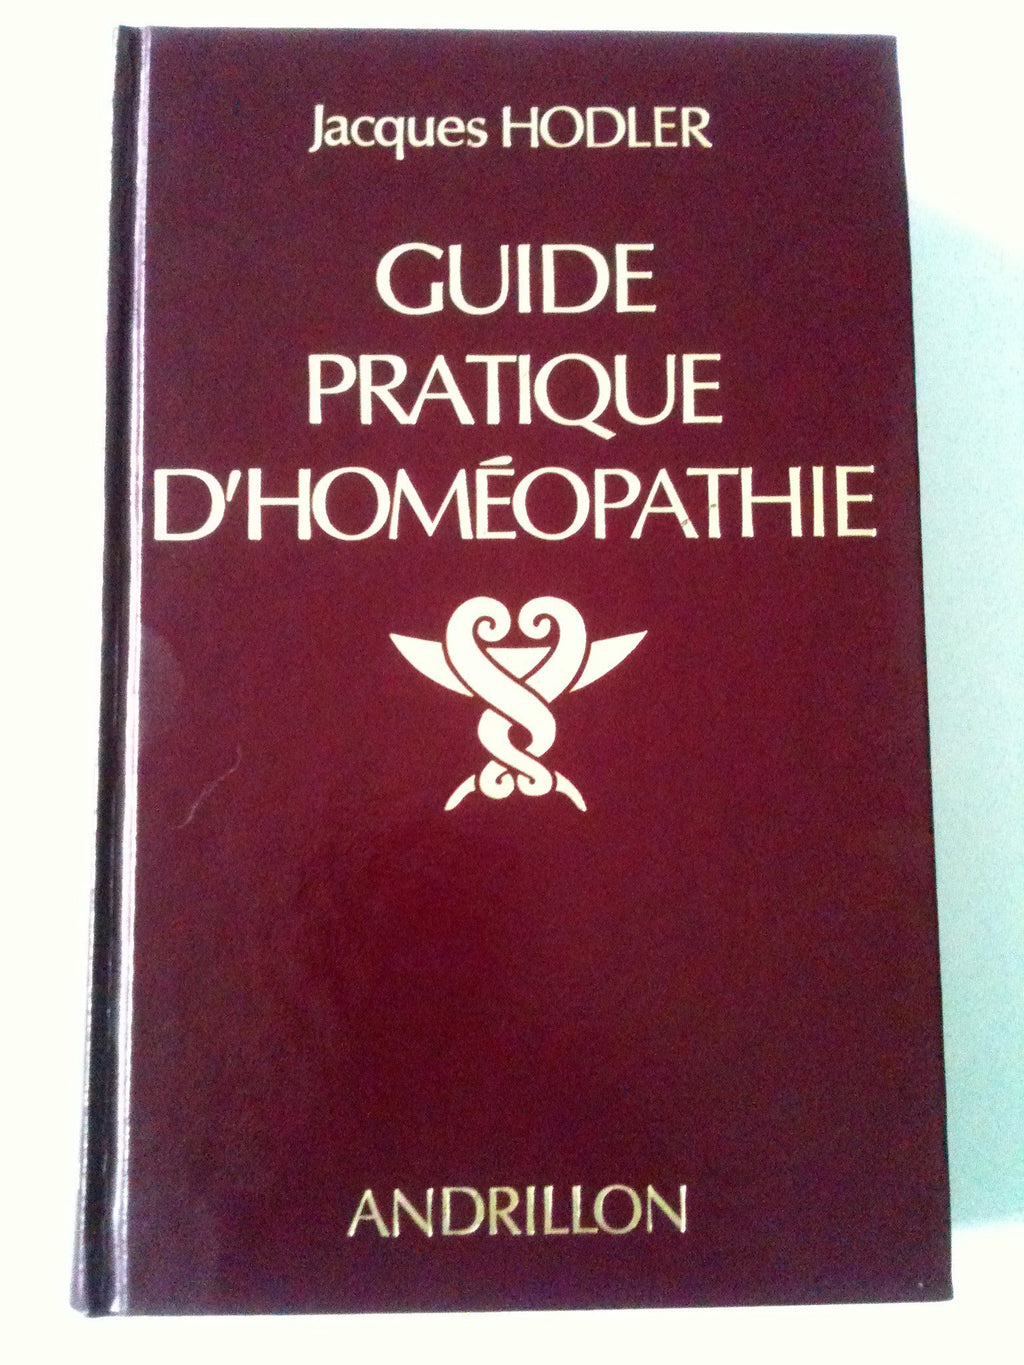 Jacques HODLER
GUIDE
PRATIQUE
D'HOMÉOPATHIE
ANDRILLON